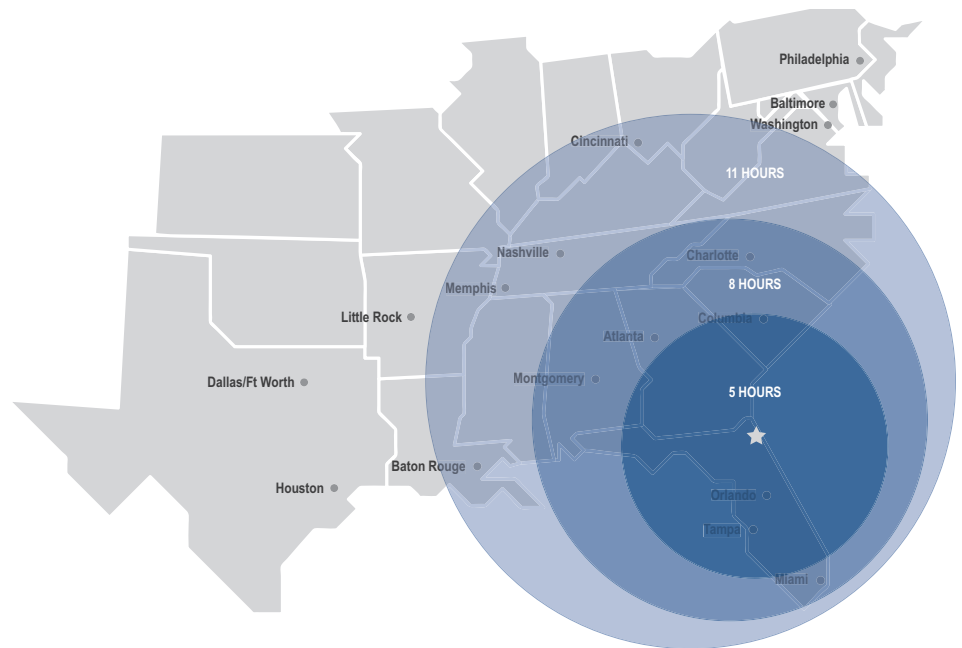 Philadelphia
Baltimore
Washington
Cincinnati
11 HOURS
Nashville
Charlotte
8 HOURS
Memphis
Little Rock
Columbia
Atlanta
Dallas/Ft Worth
Montgomery
5 HOURS
Baton Rouge
Houston
Orlando
Tampa
Miami